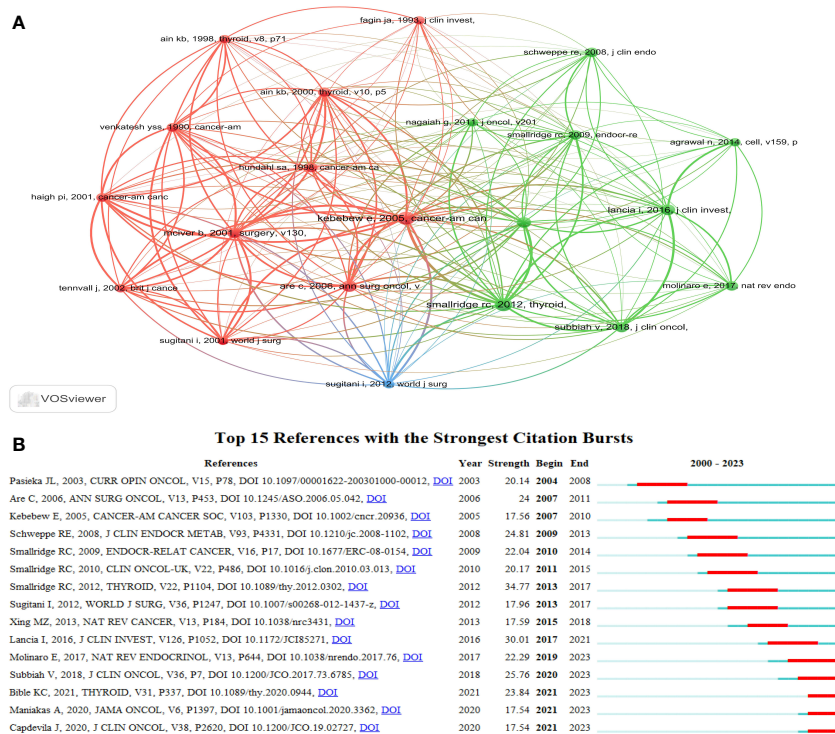 A
fagin ja, 1993, j clin invest,
ain kb, 1998, thyroid, v8, p71
schweppe re, 2008, j clin endo
ain kb, 2000, thyroid, v10, p5
nagaiah g, 2011, j oncol, v201
venkatesh yss, 1990, cancer-am
smallridge rc, 2009, endocr-re
agrawal n, 2014, cell, v159, p
hundahl sa, 1998, cancer-am ca
haigh pi, 2001, cancer-am canc
lancia i, 2016, j clin invest,
kebebew e, 2005, cancer-am can
mciver b, 2001, surgery, v130,
tennvall j, 2002, brit j cance
are c, 2006, ann surg oncol, v
molinaro e, 2017, nat rev endo
smallridge rc, 2012, thyroid,
subbiah v, 2018, j clin oncol,
sugitani i, 2001, world j surg
sugitani i, 2012, world j surg
VOSviewer
B
Top 15 References with the Strongest Citation Bursts
References Year Strength Begin End 2000 - 2023
Pasieka JL, 2003, CURR OPIN ONCOL, V15, P78, DOI 10.1097/00001622-200301000-00012, DOI 2003 20.14 2004 2008
Are C, 2006, ANN SURG ONCOL, V13, P453, DOI 10.1245/ASO.2006.05.042, DOI 2006 24 2007 2011
Kebebew E, 2005, CANCER-AM CANCER SOC, V103, P1330, DOI 10.1002/cncr.20936, DOI 2005 17.56 2007 2010
Schweppe RE, 2008, J CLIN ENDOCR METAB, V93, P4331, DOI 10.1210/jc.2008-1102, DOI 2008 24.81 2009 2013
Smallridge RC, 2009, ENDOCR-RELAT CANCER, V16, P17, DOI 10.1677/ERC-08-0154, DOI 2009 22.04 2010 2014
Smallridge RC, 2010, CLIN ONCOL-UK, V22, P486, DOI 10.1016/j.clon.2010.03.013, DOI 2010 20.17 2011 2015
Smallridge RC, 2012, THYROID, V22, P1104, DOI 10.1089/thy.2012.0302, DOI 2012 34.77 2013 2017
Sugitani I, 2012, WORLD J SURG, V36, P1247, DOI 10.1007/s00268-012-1437-z, DOI 2012 17.96 2013 2017
Xing MZ, 2013, NAT REV CANCER, V13, P184, DOI 10.1038/nrc3431, DOI 2013 17.59 2015 2018
Lancia I, 2016, J CLIN INVEST, V126, P1052, DOI 10.1172/JCI85271, DOI 2016 30.01 2017 2021
Molinaro E, 2017, NAT REV ENDOCRINOL, V13, P644, DOI 10.1038/nrendo.2017.76, DOI 2017 22.29 2019 2023
Subbiah V, 2018, J CLIN ONCOL, V36, P7, DOI 10.1200/JCO.2017.73.6785, DOI 2018 25.76 2020 2023
Bible KC, 2021, THYROID, V31, P337, DOI 10.1089/thy.2020.0944, DOI 2021 23.84 2021 2023
Maniakas A, 2020, JAMA ONCOL, V6, P1397, DOI 10.1001/jamaoncol.2020.3362, DOI 2020 17.54 2021 2023
Capdevila J, 2020, J CLIN ONCOL, V38, P2620, DOI 10.1200/JCO.19.02727, DOI 2020 17.54 2021 2023